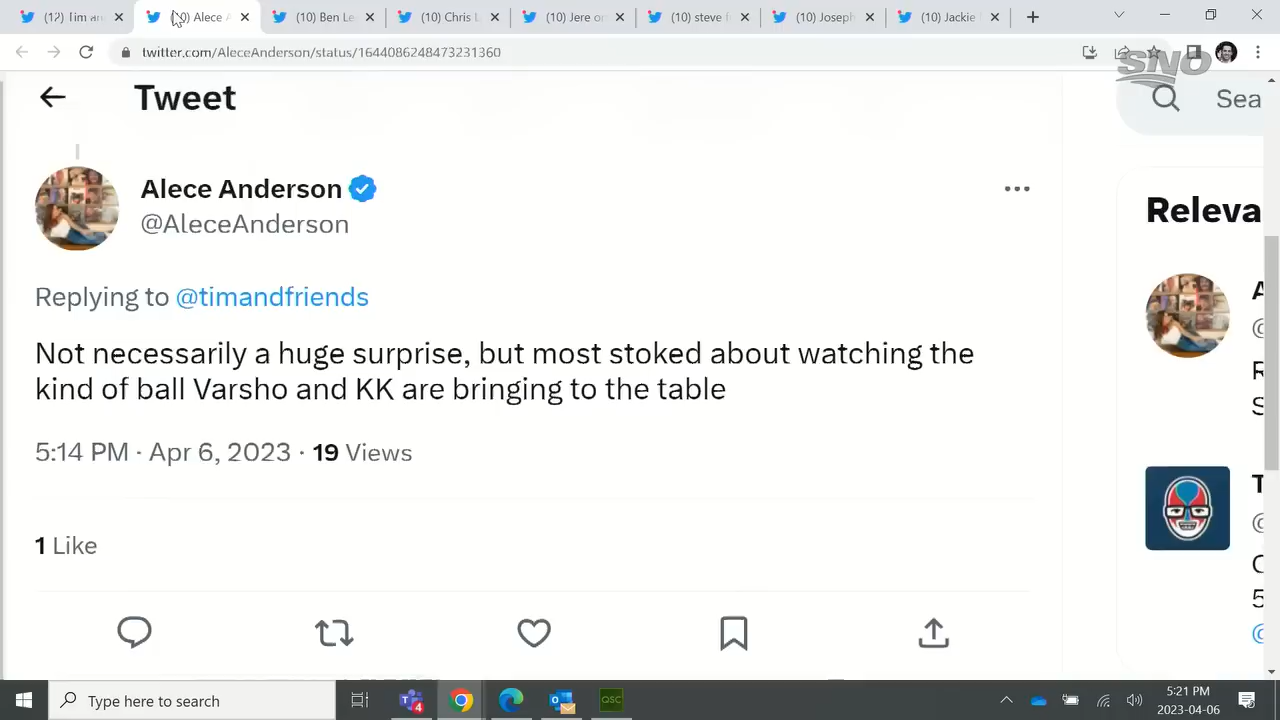 (12) Tim an
(10) Alece A
(10) Ben Le
(10) Chris L
(10) Jere or
(10) steve f
(10) Joseph
(10) Jackie
twitter.com/AleceAnderson/status/1644086248473231360
SNO
Tweet
Sea
Alece Anderson
@AleceAnderson
Releva
Replying to @timandfriends
Not necessarily a huge surprise, but most stoked about watching the
kind of ball Varsho and KK are bringing to the table
5:14 PM · Apr 6, 2023 · 19 Views
1 Like
Type here to search
4
QSC
5:21 PM
2023-04-06